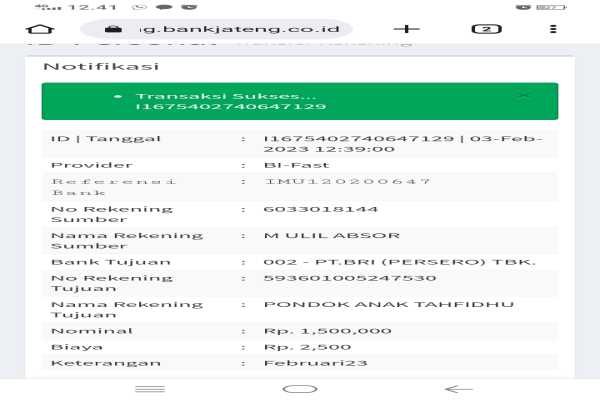 12.41
g.bankjateng.co.id
2
Notifikasi
Transaksi Sukses...
I1675402740647129
ID | Tanggal : I1675402740647129 | 03-Feb-
2023 12:39:00
Provider : BI-Fast
Referensi : IMU120200647
Bank
No Rekening : 6033018144
Sumber
Nama Rekening : M ULIL ABSOR
Sumber
Bank Tujuan : 002 - PT.BRI (PERSERO) TBK.
No Rekening : 593601005247530
Tujuan
Nama Rekening : PONDOK ANAK TAHFIDHU
Tujuan
Nominal : Rp. 1,500,000
Biaya : Rp. 2,500
Keterangan : Februari23